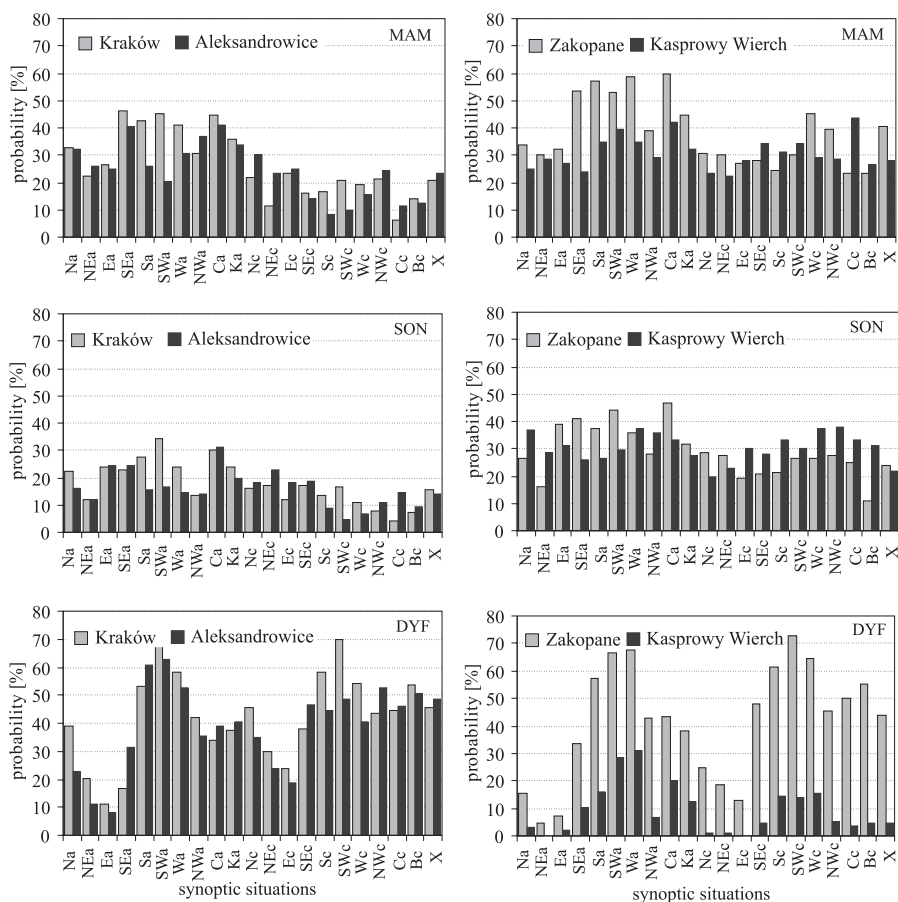 80
70
60
50
40
30
20
10
0
probability [%]
Kraków Aleksandrowice MAM
Na NEa Ea SEa Sa SWa Wa NWa Ca Ka Nc NEc Ec SEc Sc SWc Wc NWc Cc Bc X
80
70
60
50
40
30
20
10
0
probability [%]
Zakopane Kasprowy Wierch MAM
Na NEa Ea SEa Sa SWa Wa NWa Ca Ka Nc NEc Ec SEc Sc SWc Wc NWc Cc Bc X
80
70
60
50
40
30
20
10
0
probability [%]
Kraków Aleksandrowice SON
Na NEa Ea SEa Sa SWa Wa NWa Ca Ka Nc NEc Ec SEc Sc SWc Wc NWc Cc Bc X
80
70
60
50
40
30
20
10
0
probability [%]
Zakopane Kasprowy Wierch SON
Na NEa Ea SEa Sa SWa Wa NWa Ca Ka Nc NEc Ec SEc Sc SWc Wc NWc Cc Bc X
80
70
60
50
40
30
20
10
0
probability [%]
Kraków Aleksandrowice DYF
Na NEa Ea SEa Sa SWa Wa NWa Ca Ka Nc NEc Ec SEc Sc SWc Wc NWc Cc Bc X
synoptic situations
80
70
60
50
40
30
20
10
0
probability [%]
Zakopane Kasprowy Wierch DYF
Na NEa Ea SEa Sa SWa Wa NWa Ca Ka Nc NEc Ec SEc Sc SWc Wc NWc Cc Bc X
synoptic situations